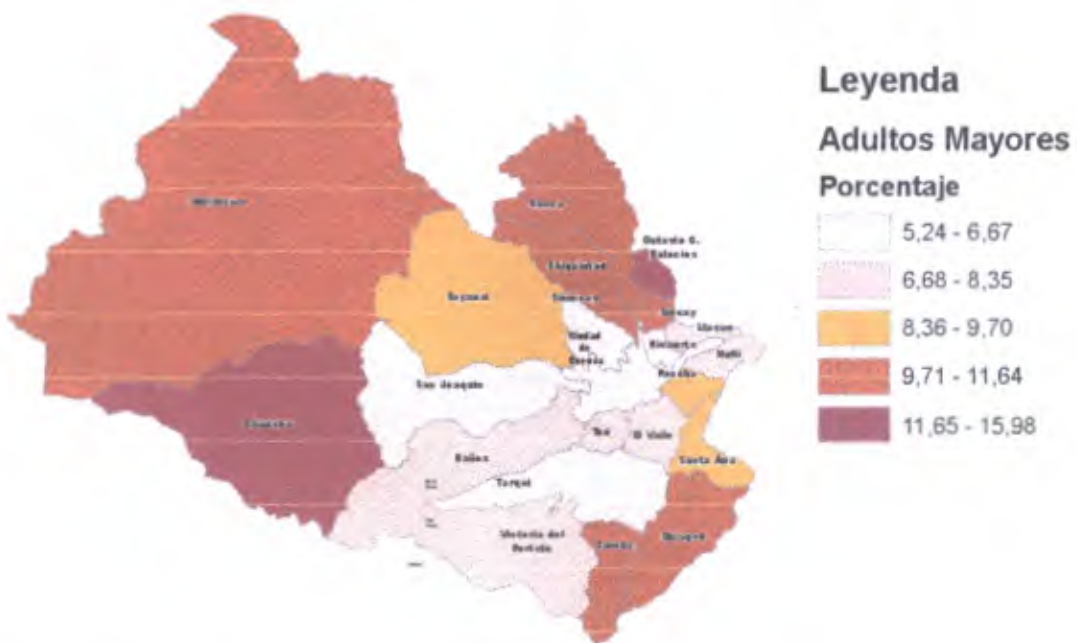 Leyenda
Adultos Mayores
Porcentaje
5,24 - 6,67
6,68 - 8,35
8,36 - 9,70
9,71 - 11,64
11,65 - 15,98
Molleturo
Chaucha
Sayausí
San Joaquín
Baños
Tarqui
Victoria del
Portete
Cumbe
Quingeo
Santa Ana
El Valle
Turi
Paccha
Nulti
Ricaurte
Sinincay
Chiquintad
Octavio C.
Palacios
Ciudad
de
Cuenca